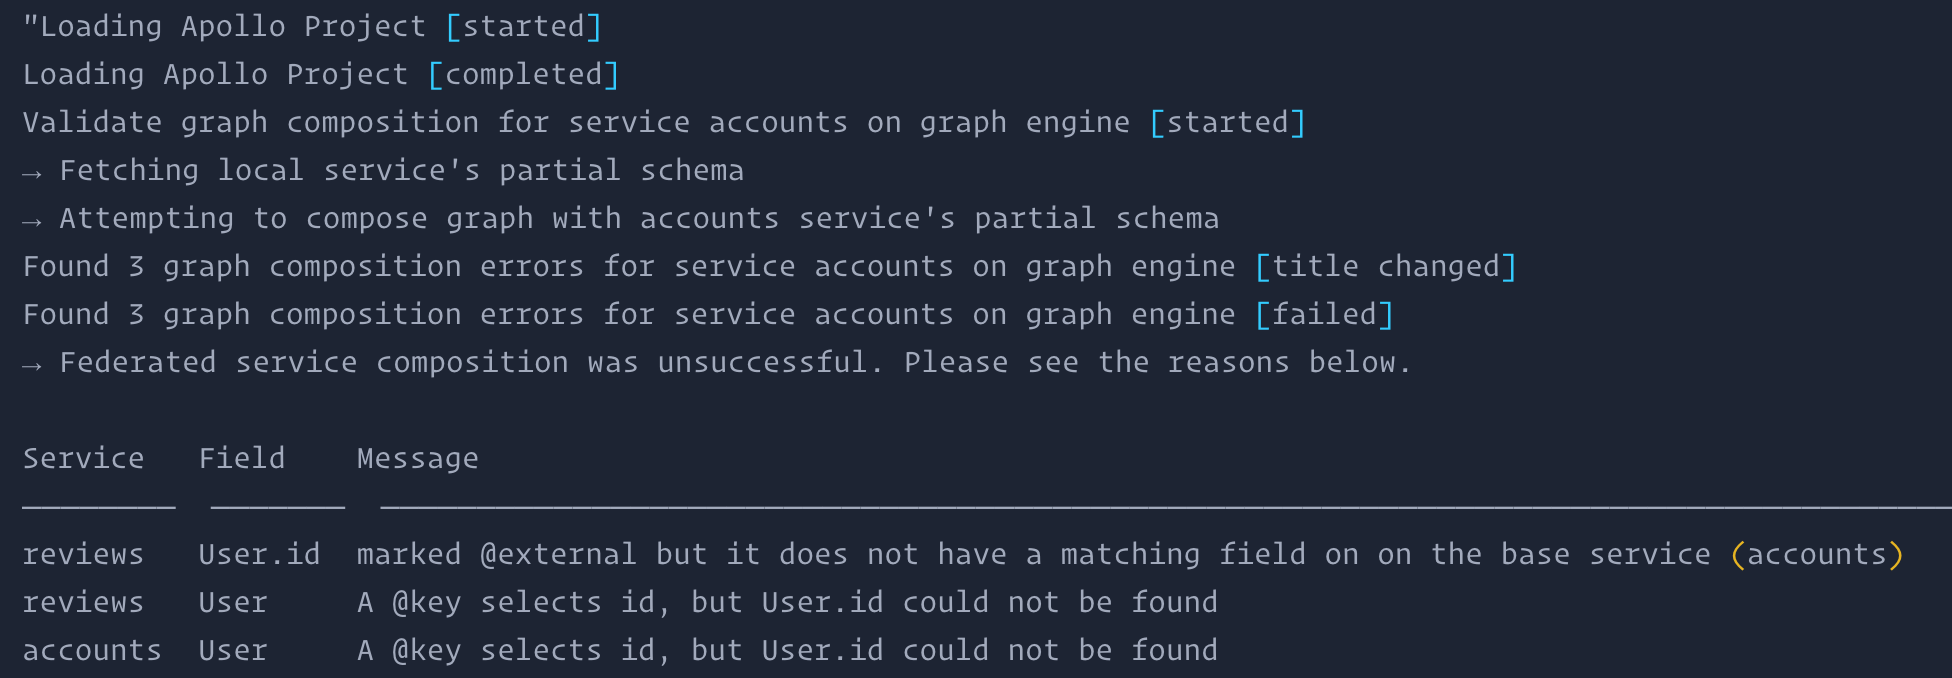 "Loading Apollo Project [started]
Loading Apollo Project [completed]
Validate graph composition for service accounts on graph engine [started]
→ Fetching local service's partial schema
→ Attempting to compose graph with accounts service's partial schema
Found 3 graph composition errors for service accounts on graph engine [title changed]
Found 3 graph composition errors for service accounts on graph engine [failed]
→ Federated service composition was unsuccessful. Please see the reasons below.
Service Field Message
reviews User.id marked @external but it does not have a matching field on on the base service (accounts)
reviews User A @key selects id, but User.id could not be found
accounts User A @key selects id, but User.id could not be found